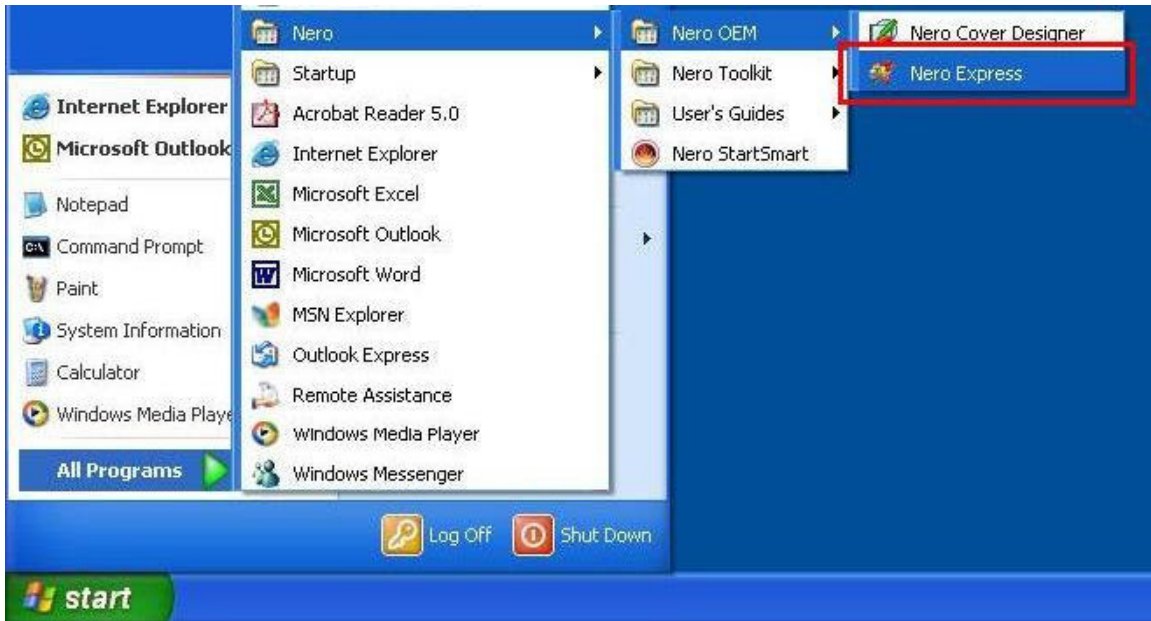 Internet Explorer
Microsoft Outlook
Notepad
Command Prompt
Paint
System Information
Calculator
Windows Media Playe
All Programs
Nero
Startup
Acrobat Reader 5.0
Internet Explorer
Microsoft Excel
Microsoft Outlook
Microsoft Word
MSN Explorer
Outlook Express
Remote Assistance
Windows Media Player
Windows Messenger
Nero OEM
Nero Toolkit
User's Guides
Nero StartSmart
Nero Cover Designer
Nero Express
Log Off
Shut Down
start